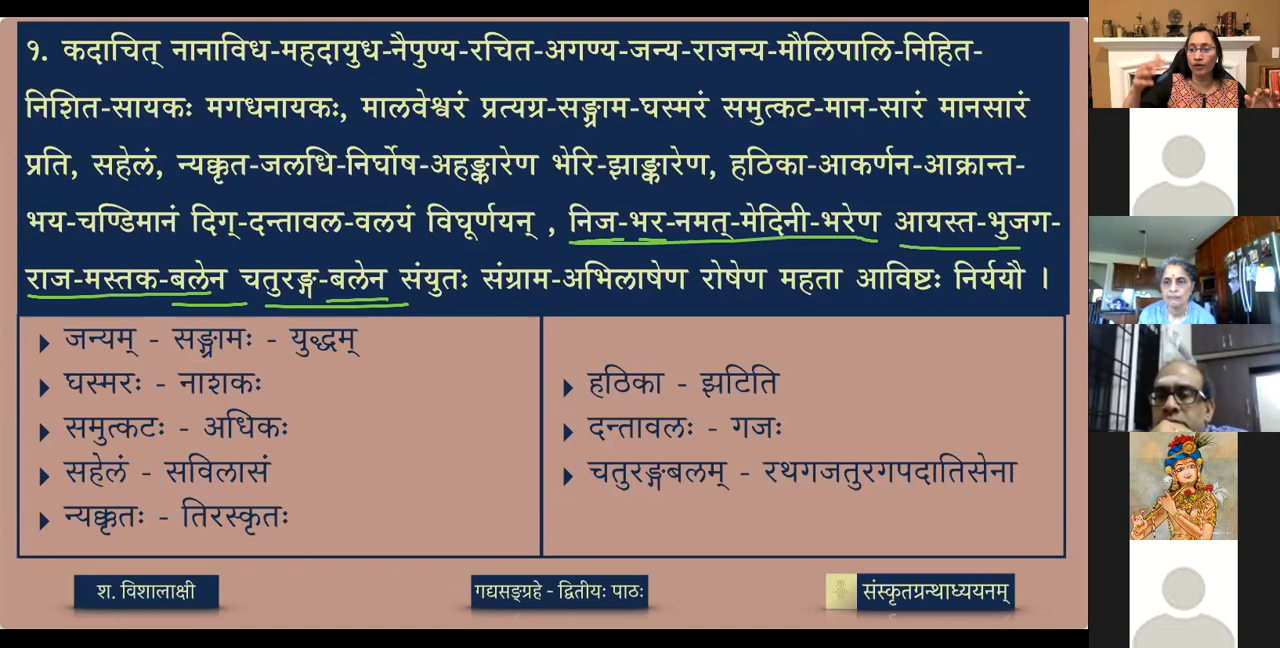 १. कदाचित् नानाविध-महदायुध-नैपुण्य-रचित-अगण्य-जन्य-राजन्य-मौलिपालि-निहित-
निशित-सायकः मगधनायकः, मालवेश्वरं प्रत्यग्र-सङ्ग्राम-घस्मरं समुत्कट-मान-सारं मानसारं
प्रति, सहेलं, न्यक्कृत-जलधि-निर्घोष-अहङ्कारेण भेरि-झाङ्कारेण, हठिका-आकर्णन-आक्रान्त-
भय-चण्डिमानं दिग्-दन्तावल-वलयं विघूर्णयन् , निज-भर-नमत्-मेदिनी-भरेण आयस्त-भुजग-
राज-मस्तक-बलेन चतुरङ्ग-बलेन संयुतः संग्राम-अभिलाषेण रोषेण महता आविष्टः निर्ययौ ।
जन्यम् - सङ्ग्रामः - युद्धम्
घस्मरः - नाशकः
समुत्कटः - अधिकः
सहेलं - सविलासं
न्यक्कृतः - तिरस्कृतः
हठिका - झटिति
दन्तावलः - गजः
चतुरङ्गबलम् - रथगजतुरगपदातिसेना
श. विशालाक्षी
गद्यसङ्ग्रहे - द्वितीयः पाठः
संस्कृतग्रन्थाध्ययनम्